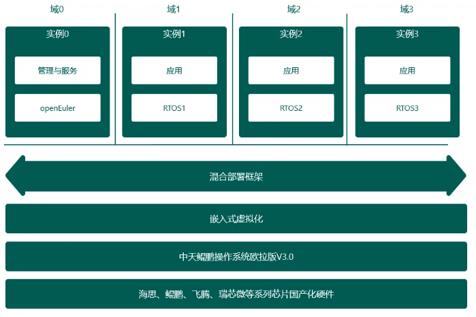 域0
域1
域2
域3
实例0
实例1
实例2
实例3
管理与服务
应用
应用
应用
openEuler
RTOS1
RTOS2
RTOS3
混合部署框架
嵌入式虚拟化
中天鲲鹏操作系统欧拉版V3.0
海思、鲲鹏、飞腾、瑞芯微等系列芯片国产化硬件